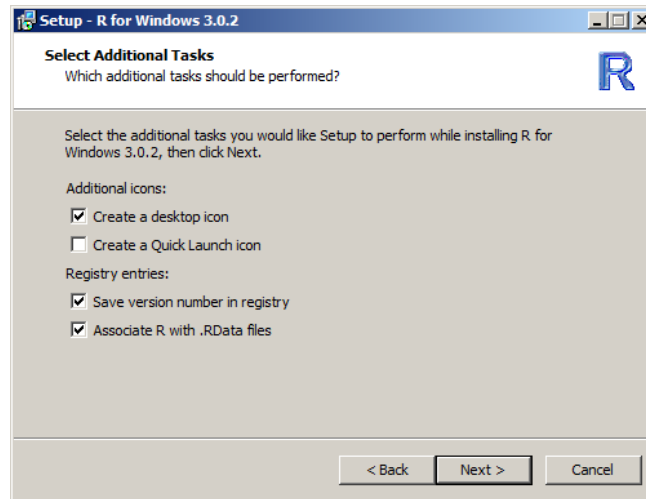 Setup - R for Windows 3.0.2
Select Additional Tasks
Which additional tasks should be performed?
R
Select the additional tasks you would like Setup to perform while installing R for
Windows 3.0.2, then click Next.
Additional icons:
Create a desktop icon
Create a Quick Launch icon
Registry entries:
Save version number in registry
Associate R with .RData files
< Back Next > Cancel